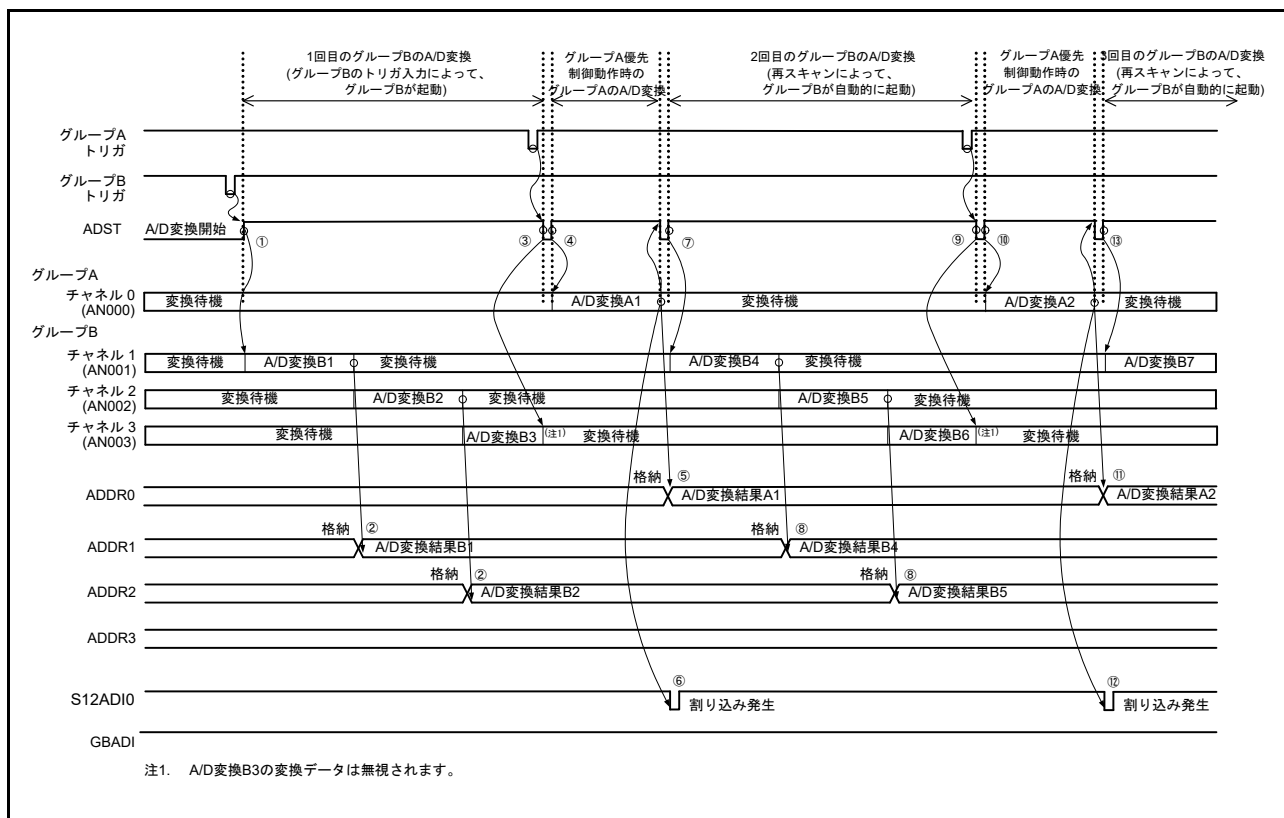 1回目のグループBのA/D変換
(グループBのトリガ入力によって、
グループBが起動)
グループA優先
制御動作時の
グループAのA/D変換
2回目のグループBのA/D変換
(再スキャンによって、
グループBが自動的に起動)
グループA優先
制御動作時の
グループAのA/D変換
3回目のグループBのA/D変換
(再スキャンによって、
グループBが自動的に起動)
グループA
トリガ
グループB
トリガ
ADST A/D変換開始 ① ③ ④ ⑦ ⑨ ⑩ ⑬
グループA
チャネル 0
(AN000)
変換待機 A/D変換A1 変換待機 A/D変換A2 変換待機
グループB
チャネル 1
(AN001)
変換待機 A/D変換B1 変換待機 A/D変換B4 変換待機 A/D変換B7
チャネル 2
(AN002)
変換待機 A/D変換B2 変換待機 A/D変換B5 変換待機
チャネル 3
(AN003)
変換待機 A/D変換B3 (注1) 変換待機 A/D変換B6 (注1) 変換待機
格納 ⑤ 格納 ⑪
ADDR0 A/D変換結果A1 A/D変換結果A2
格納 ② 格納 ⑧
ADDR1 A/D変換結果B1 A/D変換結果B4
格納 ② 格納 ⑧
ADDR2 A/D変換結果B2 A/D変換結果B5
ADDR3
⑥ ⑫
S12ADI0 割り込み発生 割り込み発生
GBADI
注1. A/D変換B3の変換データは無視されます。